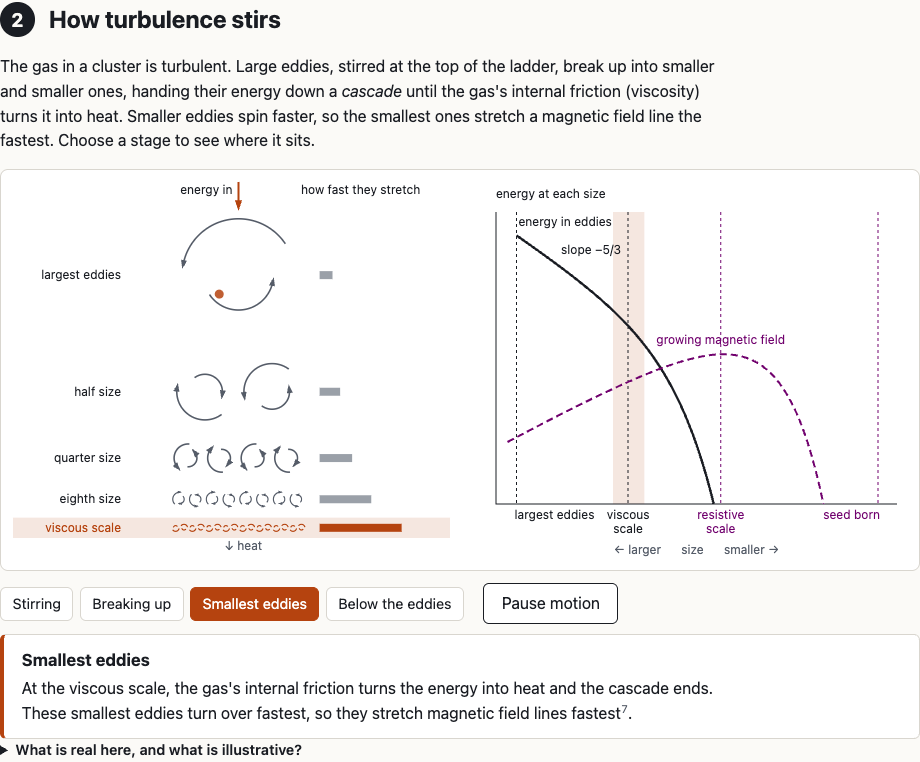 2 How turbulence stirs
The gas in a cluster is turbulent. Large eddies, stirred at the top of the ladder, break up into smaller
and smaller ones, handing their energy down a cascade until the gas's internal friction (viscosity)
turns it into heat. Smaller eddies spin faster, so the smallest ones stretch a magnetic field line the
fastest. Choose a stage to see where it sits.
energy in
how fast they stretch
largest eddies
half size
quarter size
eighth size
viscous scale
↓ heat
energy at each size
energy in eddies
slope −5/3
growing magnetic field
largest eddies
viscous
scale
resistive
scale
seed born
← larger size smaller →
Stirring Breaking up Smallest eddies Below the eddies Pause motion
Smallest eddies
At the viscous scale, the gas's internal friction turns the energy into heat and the cascade ends.
These smallest eddies turn over fastest, so they stretch magnetic field lines fastest⁷.
▶ What is real here, and what is illustrative?